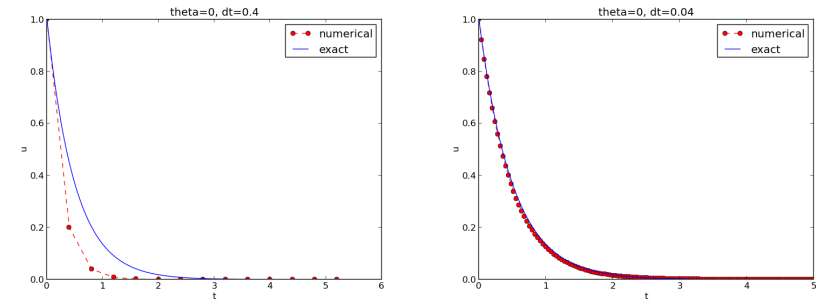 theta=0, dt=0.4
numerical
exact
1.0
0.8
0.6
0.4
0.2
0.0
u
0 1 2 3 4 5 6
t
theta=0, dt=0.04
numerical
exact
1.0
0.8
0.6
0.4
0.2
0.0
u
0 1 2 3 4 5
t